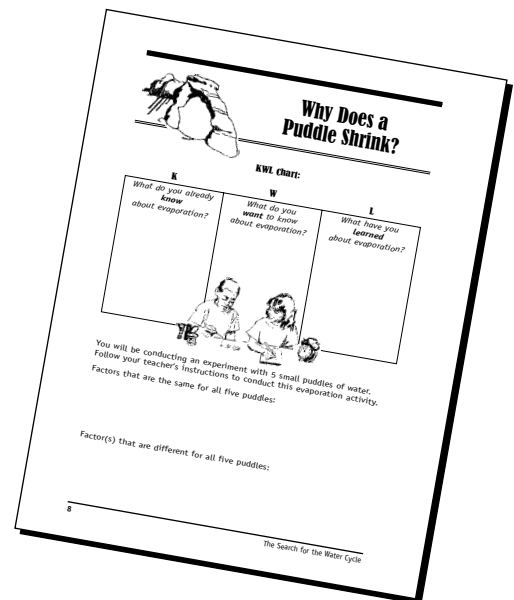 Why Does a
Puddle Shrink?
KWL Chart:
K
What do you already
know
about evaporation?
W
What do you
want to know
about evaporation?
L
What have you
learned
about evaporation?
You will be conducting an experiment with 5 small puddles of water.
Follow your teacher's instructions to conduct this evaporation activity.
Factors that are the same for all five puddles:
Factor(s) that are different for all five puddles:
8
The Search for the Water Cycle